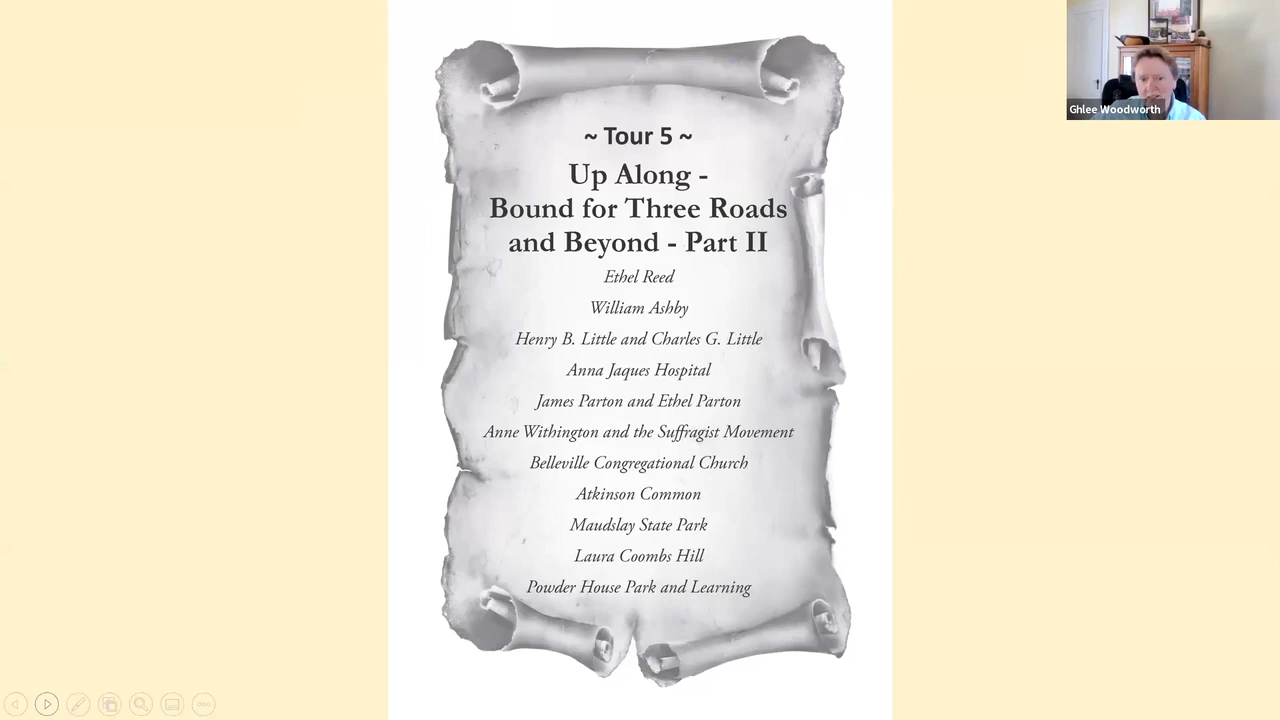 ~ Tour 5 ~
Up Along -
Bound for Three Roads
and Beyond - Part II
Ethel Reed
William Ashby
Henry B. Little and Charles G. Little
Anna Jaques Hospital
James Parton and Ethel Parton
Anne Withington and the Suffragist Movement
Belleville Congregational Church
Atkinson Common
Maudslay State Park
Laura Coombs Hill
Powder House Park and Learning
Ghlee Woodworth